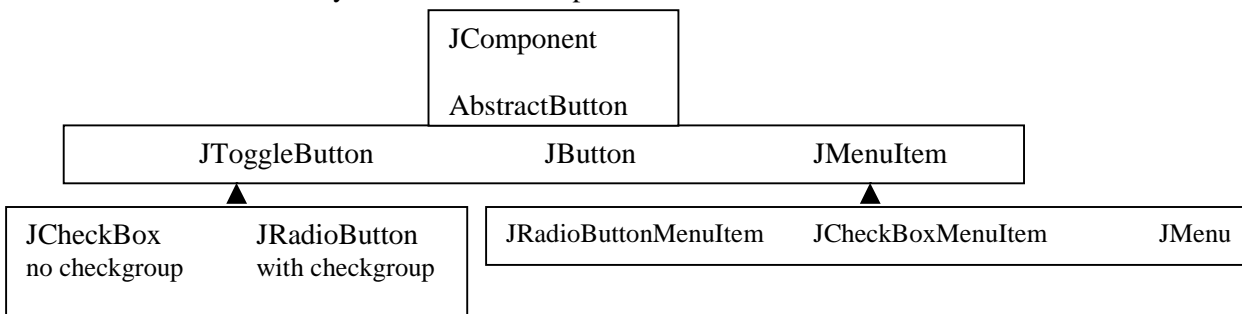 JComponent
AbstractButton
JToggleButton JButton JMenuItem
JCheckBox JRadioButton
no checkgroup with checkgroup
JRadioButtonMenuItem JCheckBoxMenuItem JMenu